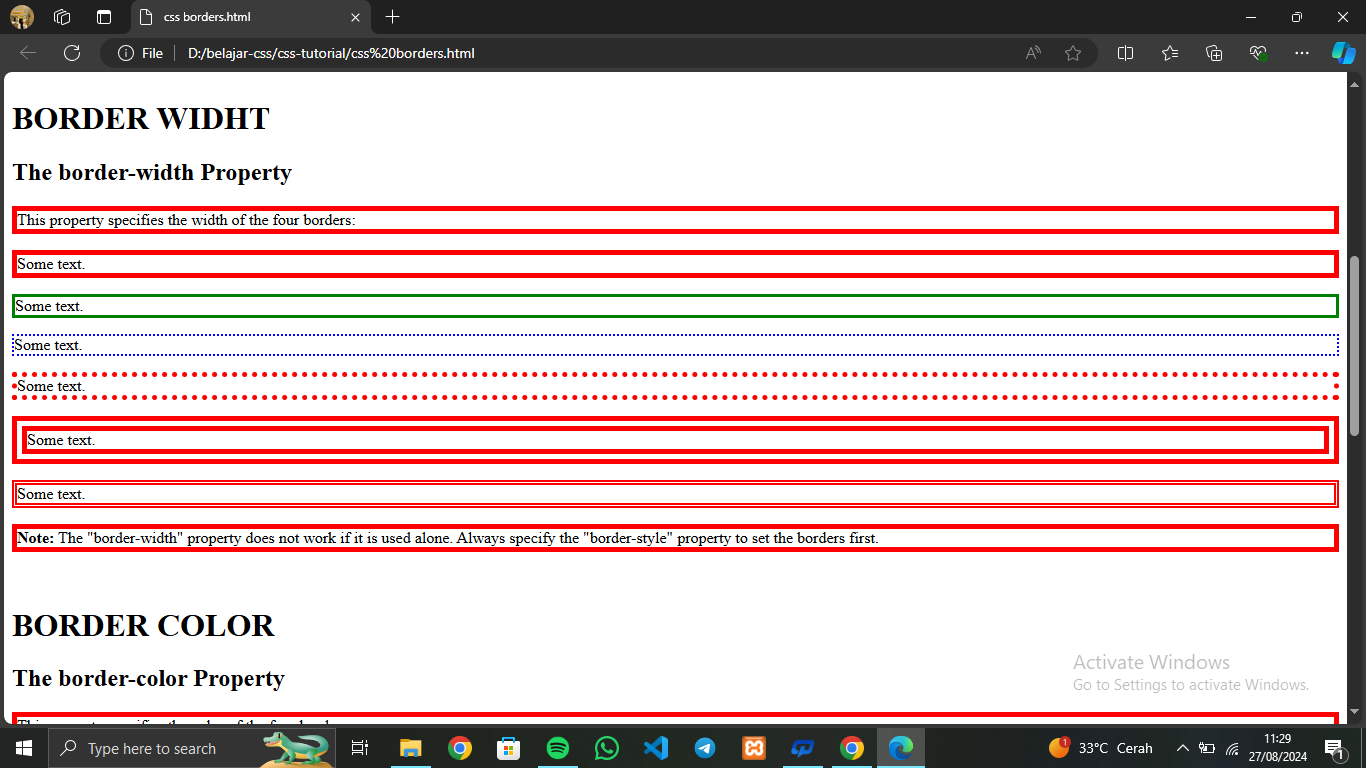 css borders.html
File
D:/belajar-css/css-tutorial/css%20borders.html
BORDER WIDHT
The border-width Property
This property specifies the width of the four borders:
Some text.
Some text.
Some text.
Some text.
Some text.
Some text.
Note: The "border-width" property does not work if it is used alone. Always specify the "border-style" property to set the borders first.
BORDER COLOR
The border-color Property
Activate Windows
Go to Settings to activate Windows.
Type here to search
1
33°C Cerah
11:29
27/08/2024
1